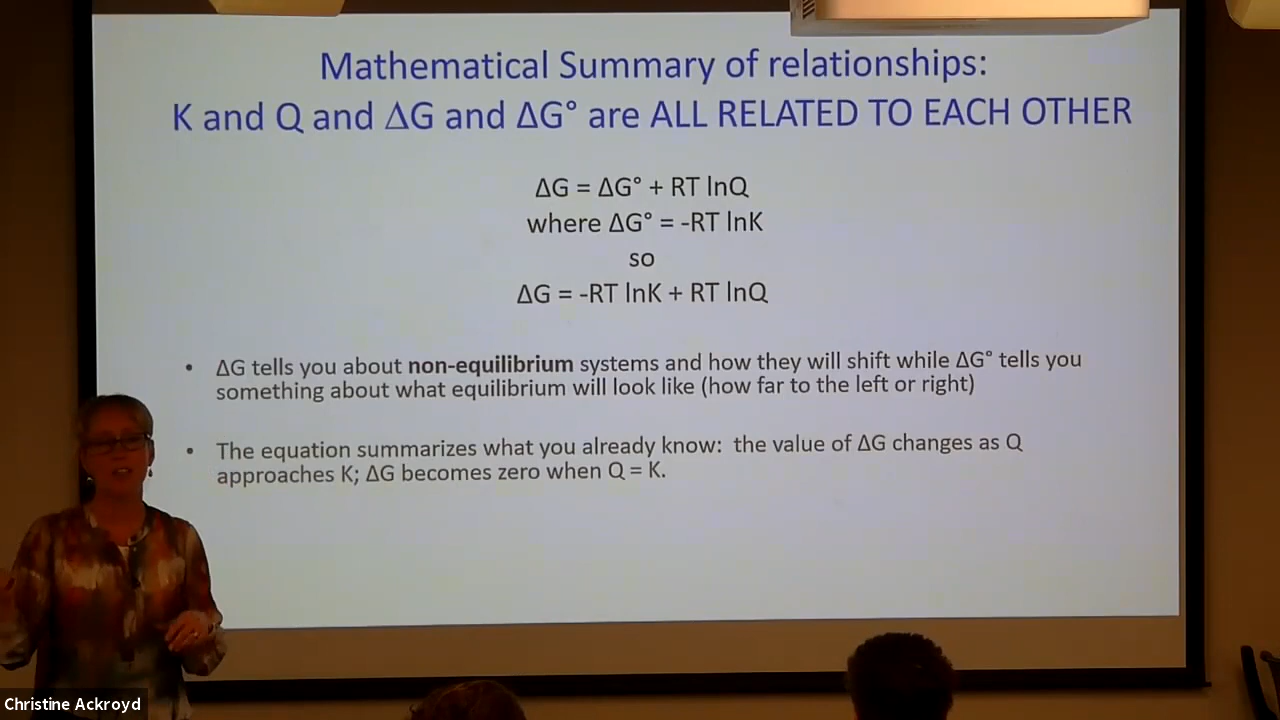 Mathematical Summary of relationships:
K and Q and ΔG and ΔG° are ALL RELATED TO EACH OTHER
ΔG = ΔG° + RT lnQ
where ΔG° = -RT lnK
so
ΔG = -RT lnK + RT lnQ
• ΔG tells you about non-equilibrium systems and how they will shift while ΔG° tells you
something about what equilibrium will look like (how far to the left or right)
• The equation summarizes what you already know: the value of ΔG changes as Q
approaches K; ΔG becomes zero when Q = K.
Christine Ackroyd